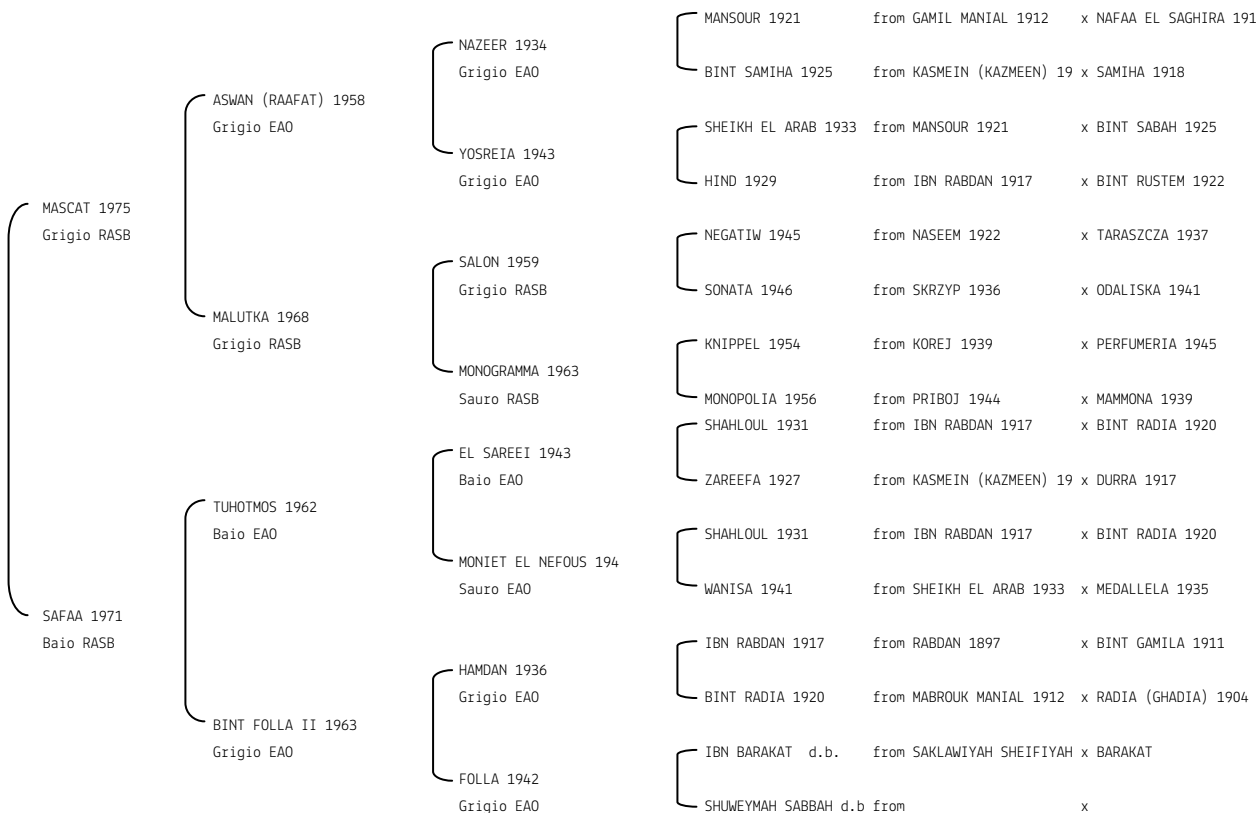 MANSOUR 1921 from GAMIL MANIAL 1912 x NAFAA EL SAGHIRA 191
NAZEER 1934
Grigio EAO
BINT SAMIHA 1925 from KASMEIN (KAZMEEN) 19 x SAMIHA 1918
ASWAN (RAAFAT) 1958
Grigio EAO
SHEIKH EL ARAB 1933 from MANSOUR 1921 x BINT SABAH 1925
YOSREIA 1943
Grigio EAO
HIND 1929 from IBN RABDAN 1917 x BINT RUSTEM 1922
MASCAT 1975
Grigio RASB
NEGATIW 1945 from NASEEM 1922 x TARASZCZA 1937
SALON 1959
Grigio RASB
SONATA 1946 from SKRZYP 1936 x ODALISKA 1941
MALUTKA 1968
Grigio RASB
KNIPPEL 1954 from KOREJ 1939 x PERFUMERIA 1945
MONOGRAMMA 1963
Sauro RASB
MONOPOLIA 1956 from PRIBOJ 1944 x MAMMONA 1939
SHAHLOUL 1931 from IBN RABDAN 1917 x BINT RADIA 1920
EL SAREEI 1943
Baio EAO
ZAREEFA 1927 from KASMEIN (KAZMEEN) 19 x DURRA 1917
TUHOTMOS 1962
Baio EAO
SHAHLOUL 1931 from IBN RABDAN 1917 x BINT RADIA 1920
MONIET EL NEFOUS 194
Sauro EAO
WANISA 1941 from SHEIKH EL ARAB 1933 x MEDALLELA 1935
SAFAA 1971
Baio RASB
IBN RABDAN 1917 from RABDAN 1897 x BINT GAMILA 1911
HAMDAN 1936
Grigio EAO
BINT RADIA 1920 from MABROUK MANIAL 1912 x RADIA (GHADIA) 1904
BINT FOLLA II 1963
Grigio EAO
IBN BARAKAT d.b. from SAKLAWIYAH SHEIFIYAH x BARAKAT
FOLLA 1942
Grigio EAO
SHUWEYMAH SABBAH d.b from x